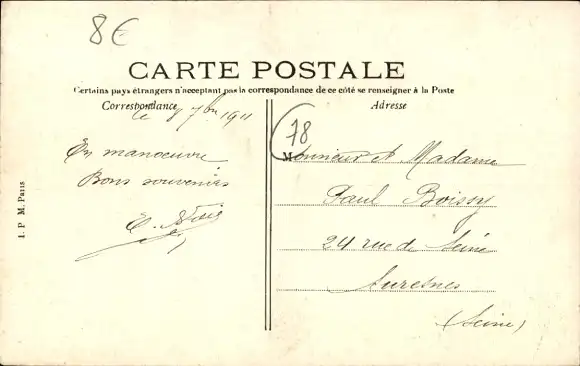 8€
CARTE POSTALE
Certains pays étrangers n'acceptant pas la correspondance de ce côté se renseigner à la Poste
Correspondance
Adresse
le 7bre 1911
78
En manoeuvre
Monsieur et Madame
Bons souvenirs
Paul Boissy
E.
24 rue de Seine
Suresnes
(Seine)
I. P. M. Paris